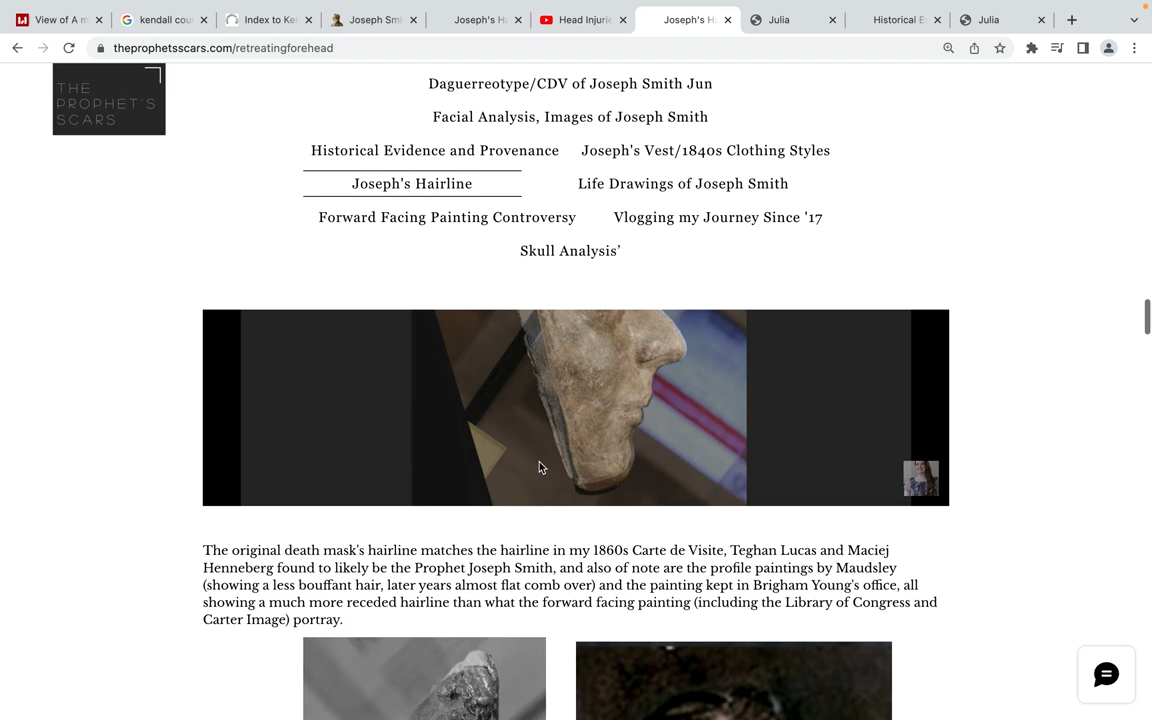 View of A m
kendall cou
Index to Ker
Joseph Smi
Joseph's Ha
Head Injurie
Joseph's Ha
Julia
Historical E
Julia
theprophetsscars.com/retreatingforehead
THE
PROPHET'S
SCARS
Daguerreotype/CDV of Joseph Smith Jun
Facial Analysis, Images of Joseph Smith
Historical Evidence and Provenance Joseph's Vest/1840s Clothing Styles
Joseph's Hairline Life Drawings of Joseph Smith
Forward Facing Painting Controversy Vlogging my Journey Since '17
Skull Analysis’
The original death mask's hairline matches the hairline in my 1860s Carte de Visite, Teghan Lucas and Maciej
Henneberg found to likely be the Prophet Joseph Smith, and also of note are the profile paintings by Maudsley
(showing a less bouffant hair, later years almost flat comb over) and the painting kept in Brigham Young's office, all
showing a much more receded hairline than what the forward facing painting (including the Library of Congress and
Carter Image) portray.